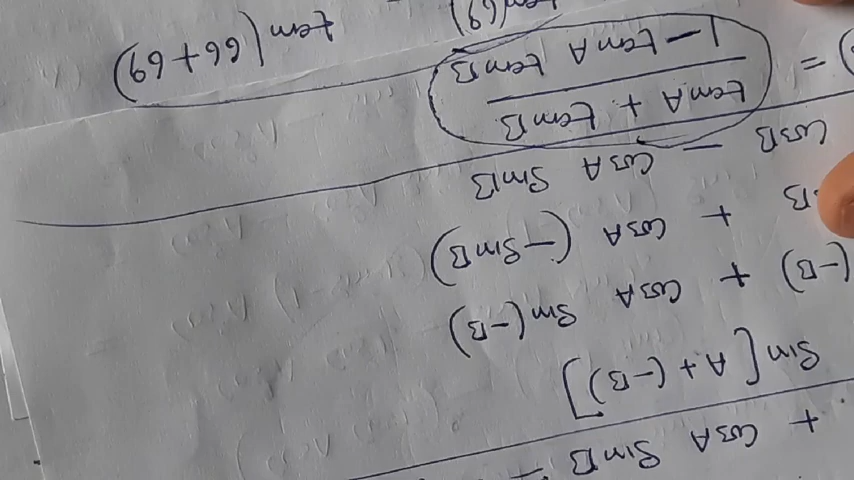 + cosA sinB =
sin[A+(-B)]
(-B) + cosA sin(-B)
B + cosA (-sinB)
cosB - cosA sinB
) = tanA + tanB
1 - tanA tanB
tan(66+69)